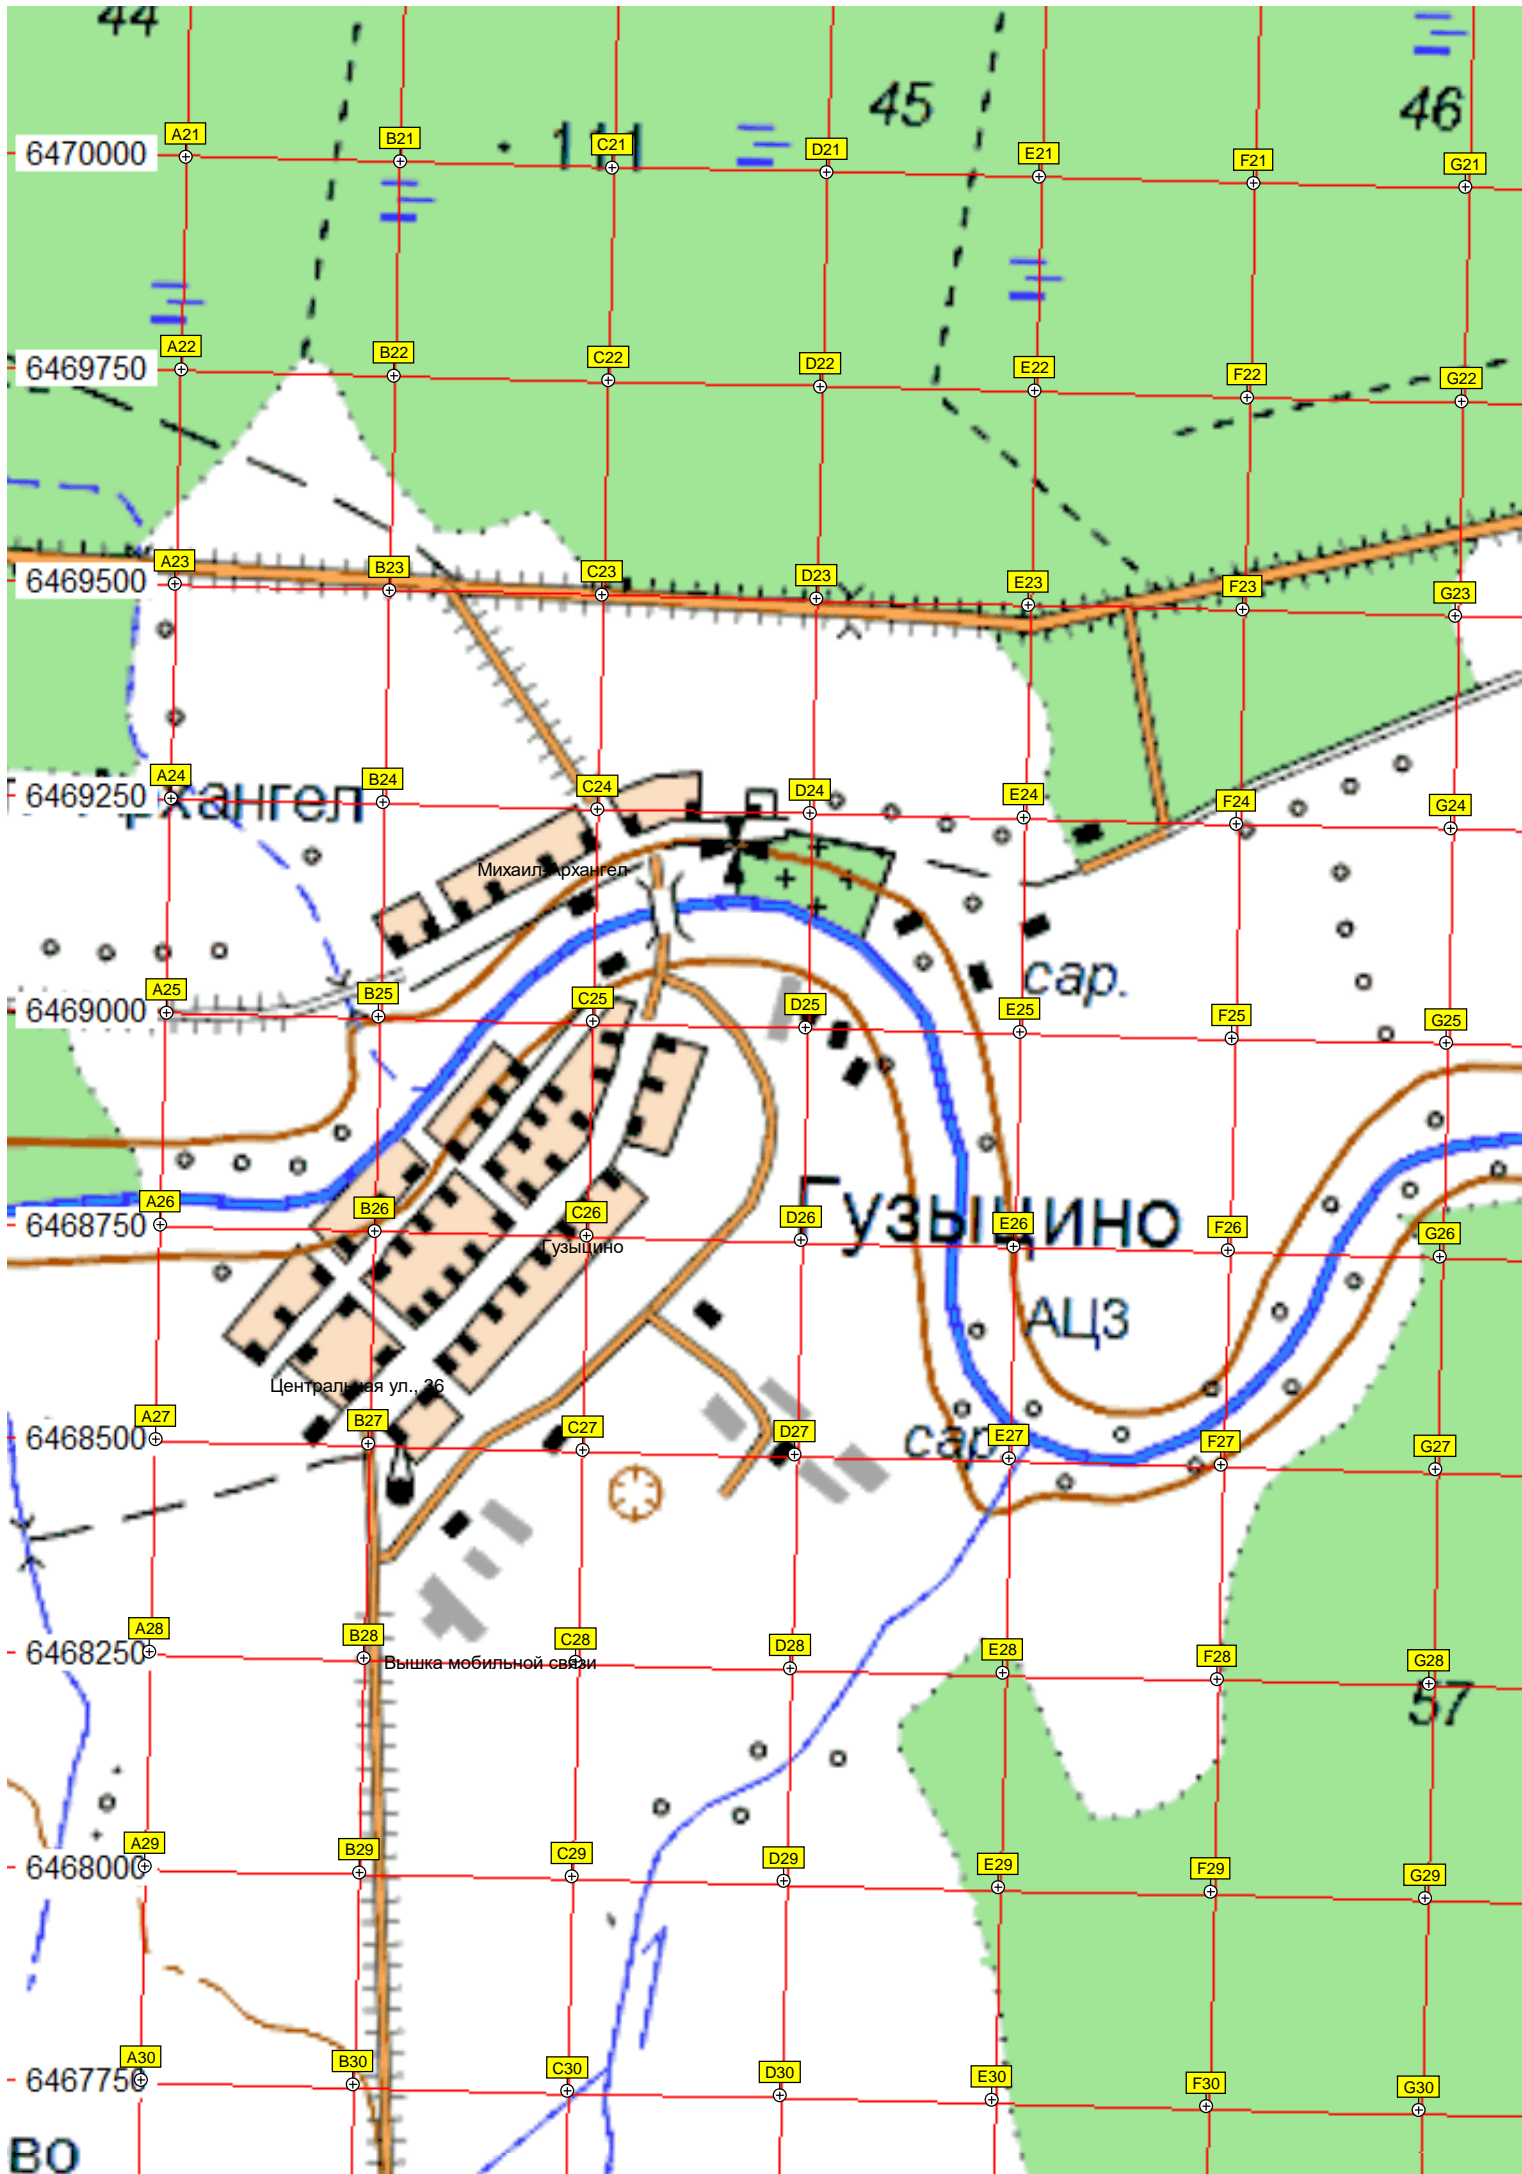 44
45
46
111
A21 B21 C21 D21 E21 F21 G21
6470000
A22 B22 C22 D22 E22 F22 G22
6469750
A23 B23 C23 D23 E23 F23 G23
6469500
A24 B24 C24 D24 E24 F24 G24
6469250
рхангел
П
Михаил-Архангел
сар.
A25 B25 C25 D25 E25 F25 G25
6469000
A26 B26 C26 D26 E26 F26 G26
6468750
Гузыцино
Гузыцино
АЦЗ
Центральная ул., 36
A27 B27 C27 D27 E27 F27 G27
6468500
сар
A28 B28 C28 D28 E28 F28 G28
6468250
Вышка мобильной связи
57
A29 B29 C29 D29 E29 F29 G29
6468000
A30 B30 C30 D30 E30 F30 G30
6467750
во